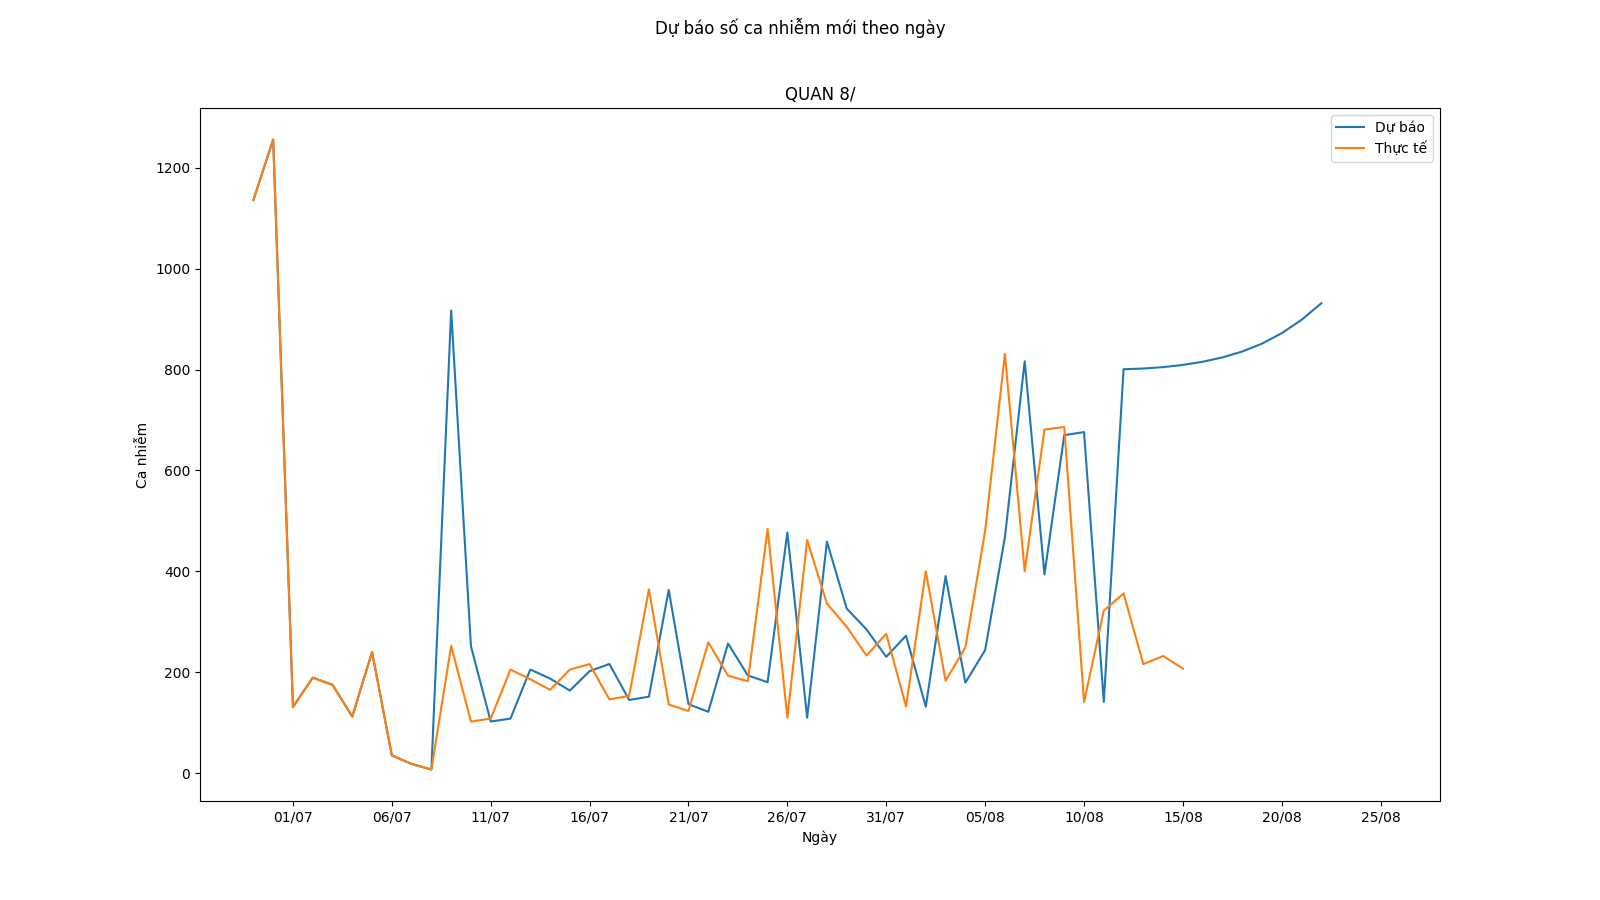 Dự báo số ca nhiễm mới theo ngày
QUAN 8/
Dự báo
Thực tế
1200
1000
800
600
400
200
0
Ca nhiễm
01/07 06/07 11/07 16/07 21/07 26/07 31/07 05/08 10/08 15/08 20/08 25/08
Ngày